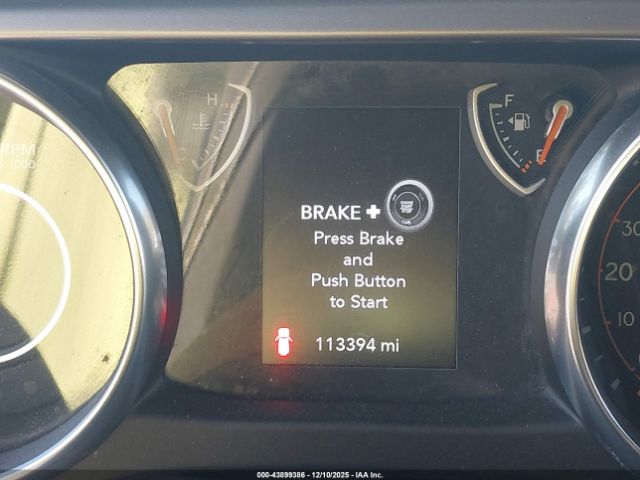 H
F
RPM
1000
C
E
BRAKE +
Press Brake
and
Push Button
to Start
30
20
10
113394 mi
000-43899386 - 12/10/2025 - IAA Inc.